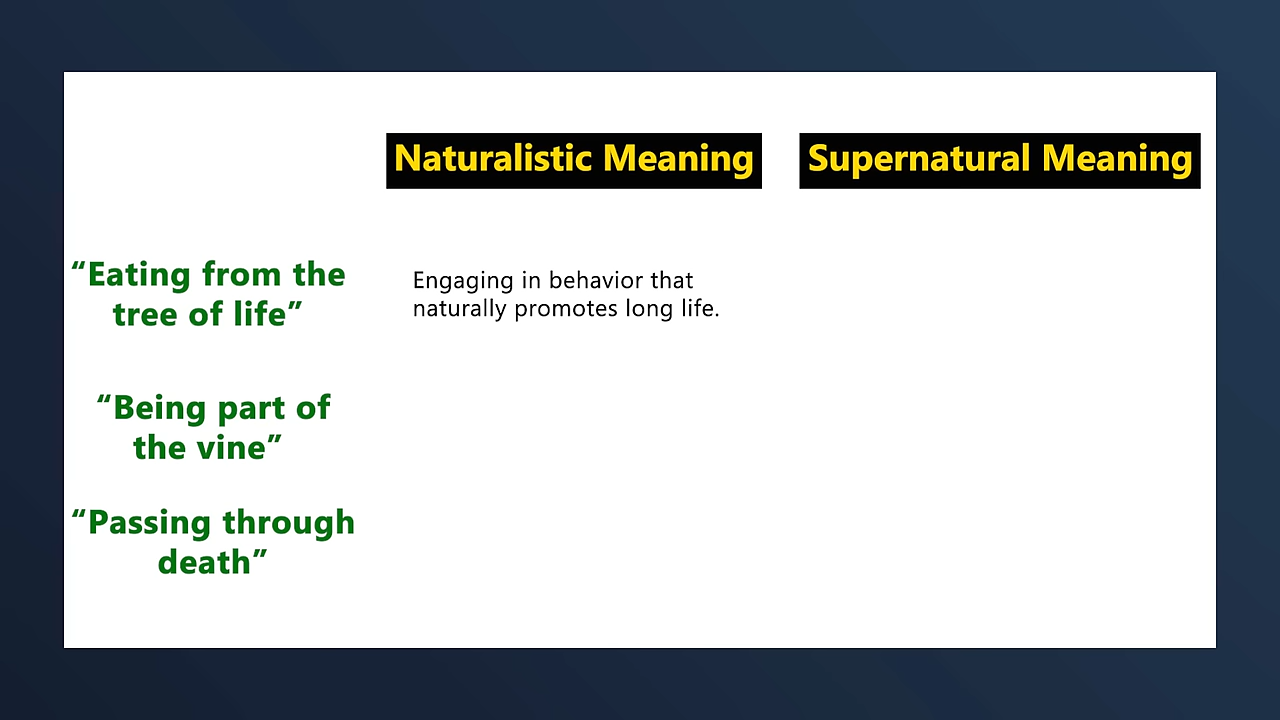 Naturalistic Meaning
Supernatural Meaning
“Eating from the
tree of life”
Engaging in behavior that
naturally promotes long life.
“Being part of
the vine”
“Passing through
death”